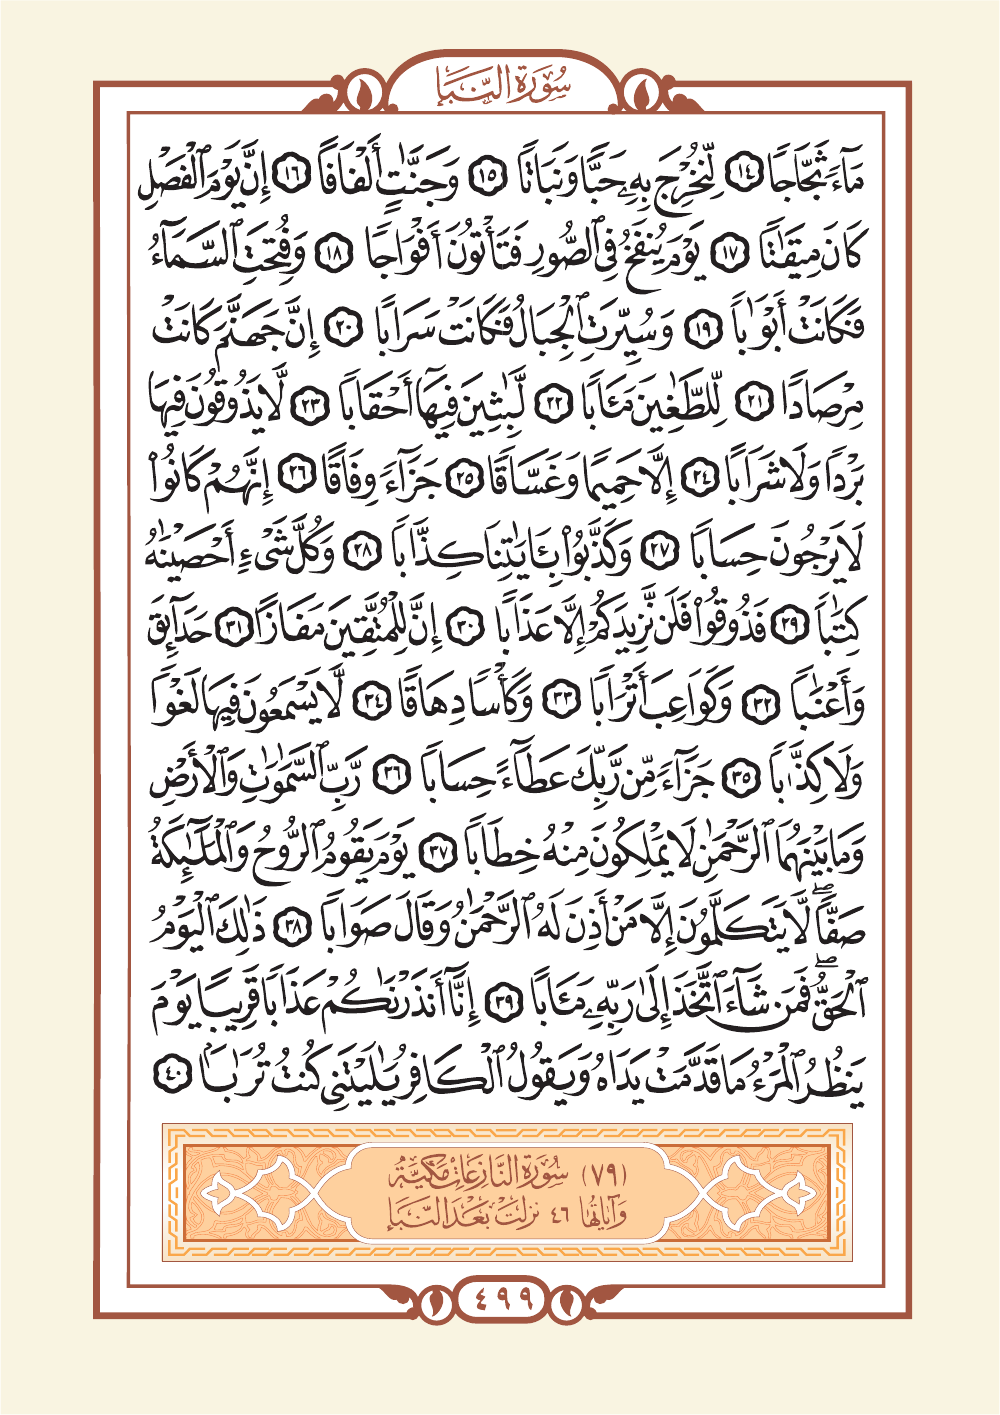 سُورَةُ النَّبَإِ
مَآءً ثَجَّاجًا ١٤ لِّنُخْرِجَ بِهِۦ حَبًّا وَنَبَاتًا ١٥ وَجَنَّٰتٍ أَلْفَافًا ١٦ إِنَّ يَوْمَ ٱلْفَصْلِ
كَانَ مِيقَٰتًا ١٧ يَوْمَ يُنفَخُ فِي ٱلصُّورِ فَتَأْتُونَ أَفْوَاجًا ١٨ وَفُتِحَتِ ٱلسَّمَآءُ
فَكَانَتْ أَبْوَٰبًا ١٩ وَسُيِّرَتِ ٱلْجِبَالُ فَكَانَتْ سَرَابًا ٢٠ إِنَّ جَهَنَّمَ كَانَتْ
مِرْصَادًا ٢١ لِّلطَّٰغِينَ مَـَٔابًا ٢٢ لَّٰبِثِينَ فِيهَآ أَحْقَابًا ٢٣ لَّا يَذُوقُونَ فِيهَا
بَرْدًا وَلَا شَرَابًا ٢٤ إِلَّا حَمِيمًا وَغَسَّاقًا ٢٥ جَزَآءً وِفَاقًا ٢٦ إِنَّهُمْ كَانُوا۟
لَا يَرْجُونَ حِسَابًا ٢٧ وَكَذَّبُوا۟ بِـَٔايَٰتِنَا كِذَّابًا ٢٨ وَكُلَّ شَىْءٍ أَحْصَيْنَٰهُ
كِتَٰبًا ٢٩ فَذُوقُوا۟ فَلَن نَّزِيدَكُمْ إِلَّا عَذَابًا ٣٠ إِنَّ لِلْمُتَّقِينَ مَفَازًا ٣١ حَدَآئِقَ
وَأَعْنَٰبًا ٣٢ وَكَوَاعِبَ أَتْرَابًا ٣٣ وَكَأْسًا دِهَاقًا ٣٤ لَّا يَسْمَعُونَ فِيهَا لَغْوًا
وَلَا كِذَّٰبًا ٣٥ جَزَآءً مِّن رَّبِّكَ عَطَآءً حِسَابًا ٣٦ رَّبِّ ٱلسَّمَٰوَٰتِ وَٱلْأَرْضِ
وَمَا بَيْنَهُمَا ٱلرَّحْمَٰنِ لَا يَمْلِكُونَ مِنْهُ خِطَابًا ٣٧ يَوْمَ يَقُومُ ٱلرُّوحُ وَٱلْمَلَٰٓئِكَةُ
صَفًّا ۖ لَّا يَتَكَلَّمُونَ إِلَّا مَنْ أَذِنَ لَهُ ٱلرَّحْمَٰنُ وَقَالَ صَوَابًا ٣٨ ذَٰلِكَ ٱلْيَوْمُ
ٱلْحَقُّ ۖ فَمَن شَآءَ ٱتَّخَذَ إِلَىٰ رَبِّهِۦ مَـَٔابًا ٣٩ إِنَّآ أَنذَرْنَٰكُمْ عَذَابًا قَرِيبًا يَوْمَ
يَنظُرُ ٱلْمَرْءُ مَا قَدَّمَتْ يَدَاهُ وَيَقُولُ ٱلْكَافِرُ يَٰلَيْتَنِى كُنتُ تُرَٰبًۢا ٤٠
(٧٩) سُورَةُ النَّازِعَاتِ مَكِّيَّةٌ
وَآيَاتُهَا ٤٦ نَزَلَتْ بَعْدَ النَّبَإِ
٤٩٩